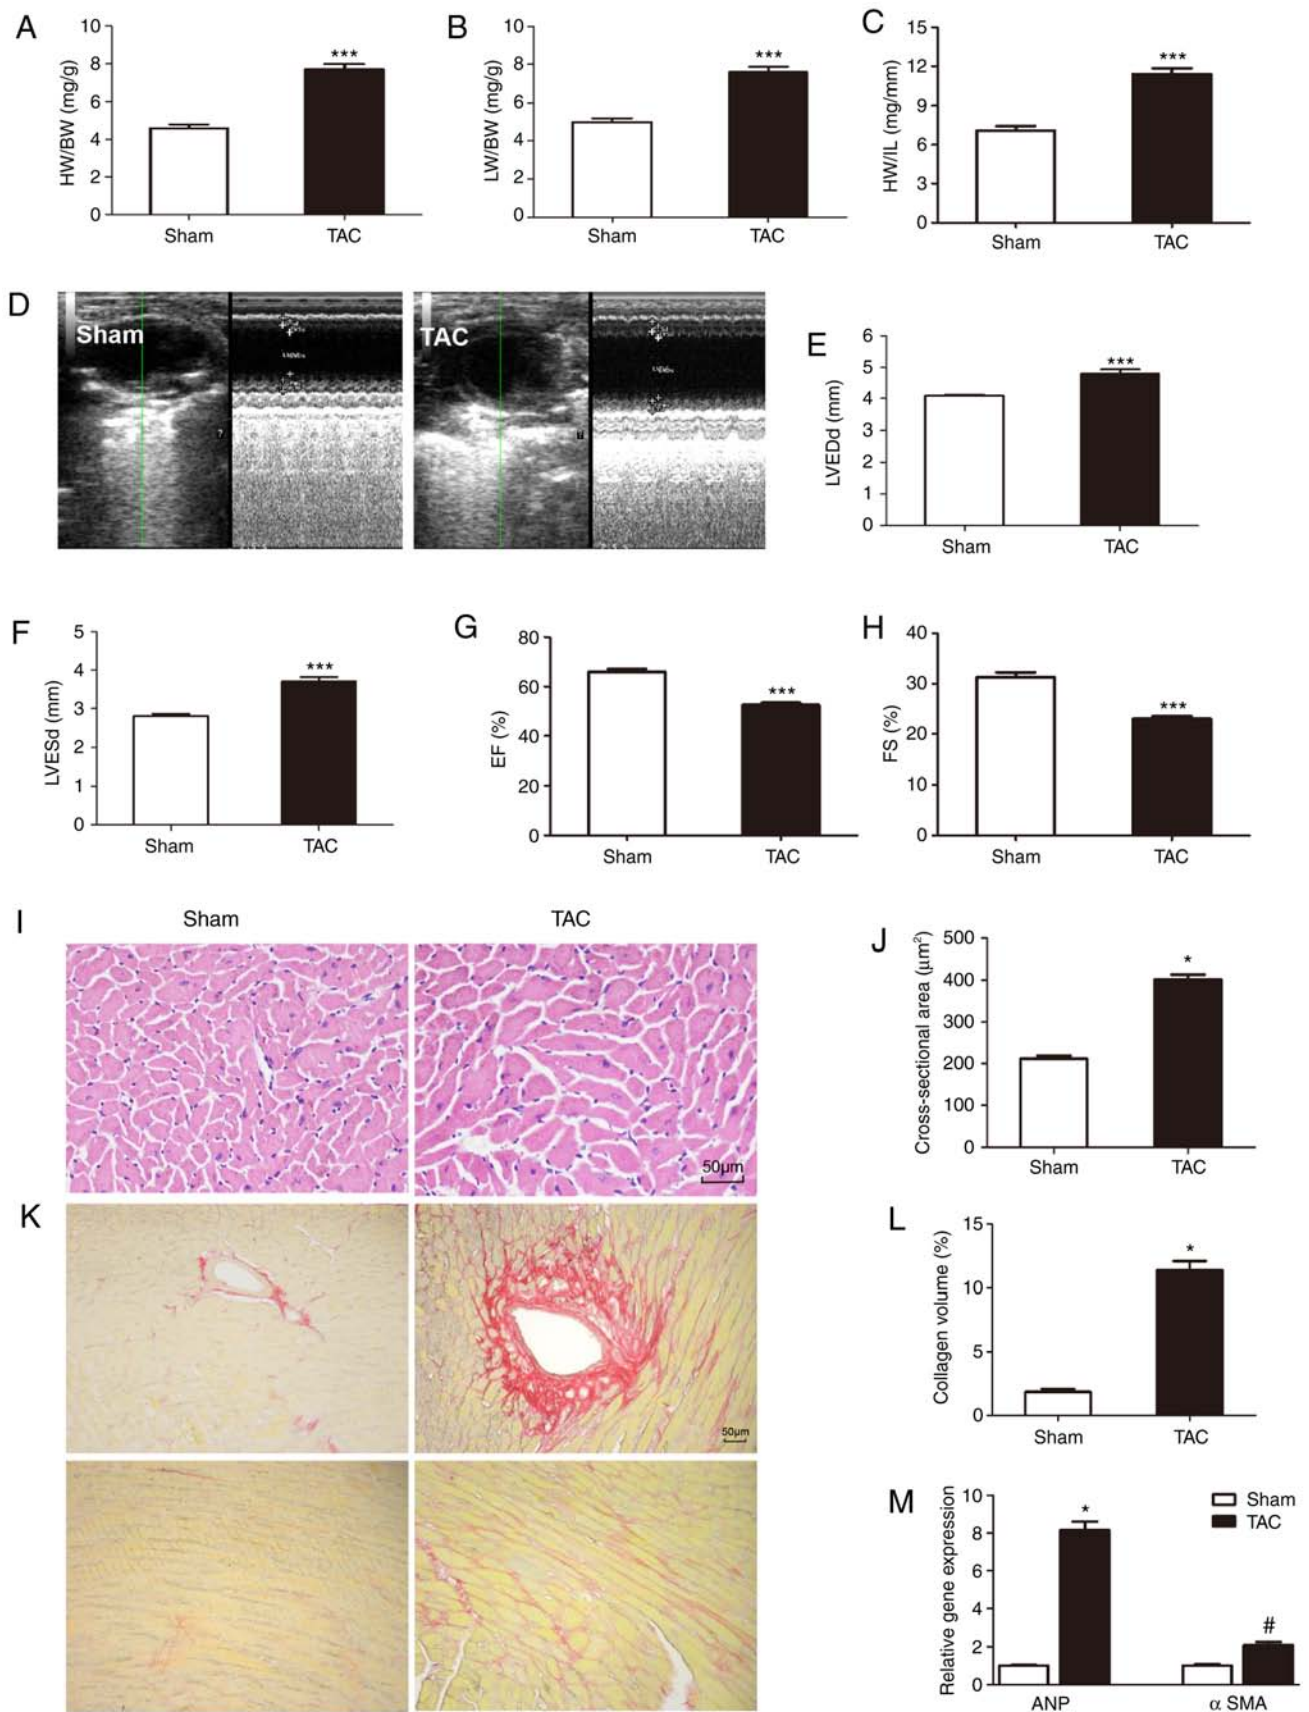 A
HW/BW (mg/g)
10
8
6
4
2
0
***
Sham
TAC
B
LW/BW (mg/g)
10
8
6
4
2
0
***
Sham
TAC
C
HW/IL (mg/mm)
15
12
9
6
3
0
***
Sham
TAC
D
Sham
?
TAC
?
E
LVEDd (mm)
6
5
4
3
2
1
0
***
Sham
TAC
F
LVESd (mm)
5
4
3
2
1
0
***
Sham
TAC
G
EF (%)
80
60
40
20
0
***
Sham
TAC
H
FS (%)
40
30
20
10
0
***
Sham
TAC
I
Sham
TAC
50μm
J
Cross-sectional area (μm²)
500
400
300
200
100
0
*
Sham
TAC
K
50μm
L
Collagen volume (%)
15
10
5
0
*
Sham
TAC
M
Relative gene expression
10
8
6
4
2
0
*
#
Sham
TAC
ANP
α SMA